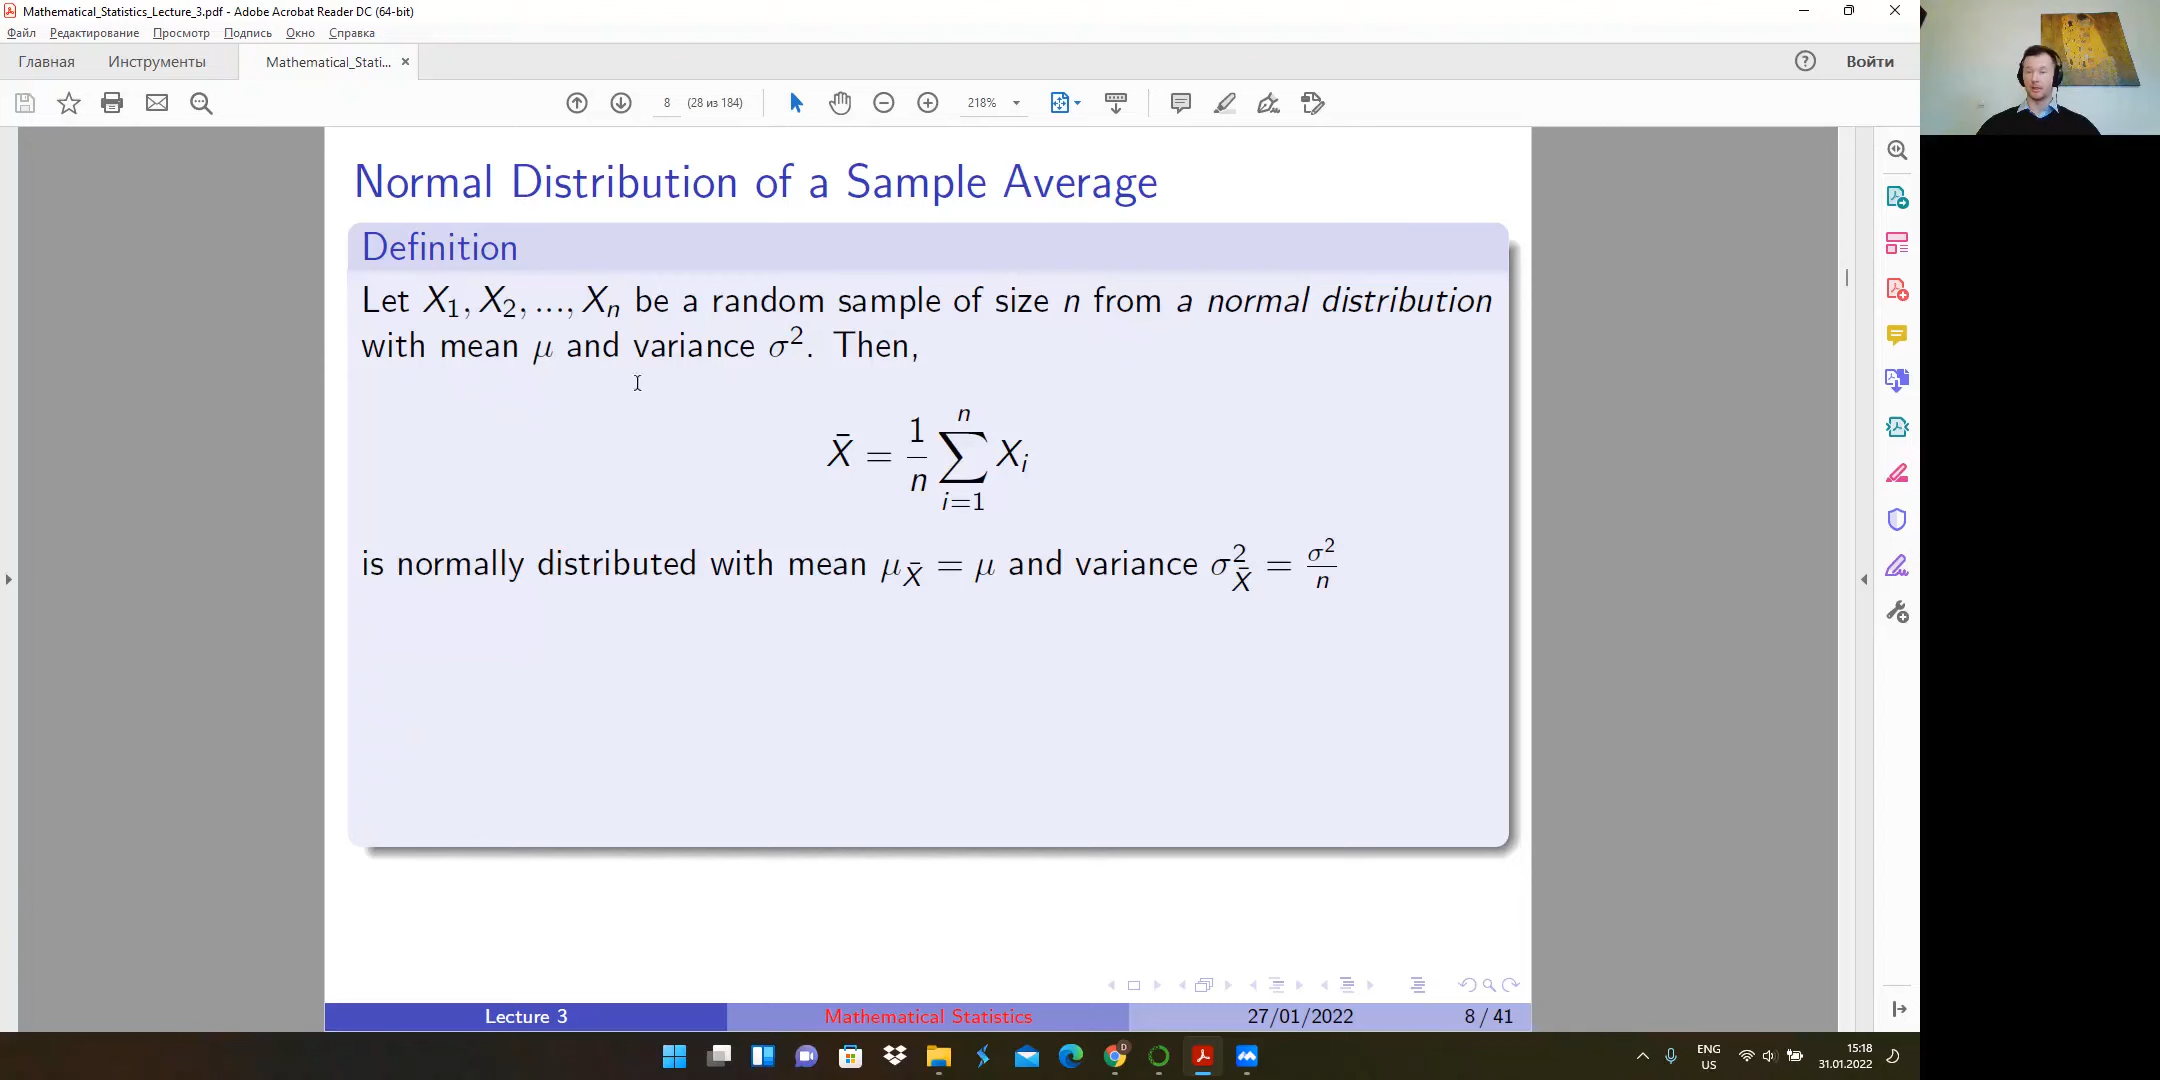 Mathematical_Statistics_Lecture_3.pdf - Adobe Acrobat Reader DC (64-bit)
Файл Редактирование Просмотр Подпись Окно Справка
Главная Инструменты Mathematical_Stati... ×
Войти
8 (28 из 184) 218%
Normal Distribution of a Sample Average
Definition
Let X₁, X₂, ..., Xₙ be a random sample of size n from a normal distribution
with mean μ and variance σ². Then,
X̄ = 1/n ∑ᵢ₌₁ⁿ Xᵢ
is normally distributed with mean μ_X̄ = μ and variance σ²_X̄ = σ²/n
Lecture 3 Mathematical Statistics 27/01/2022 8 / 41
ENG 15:18
US 31.01.2022